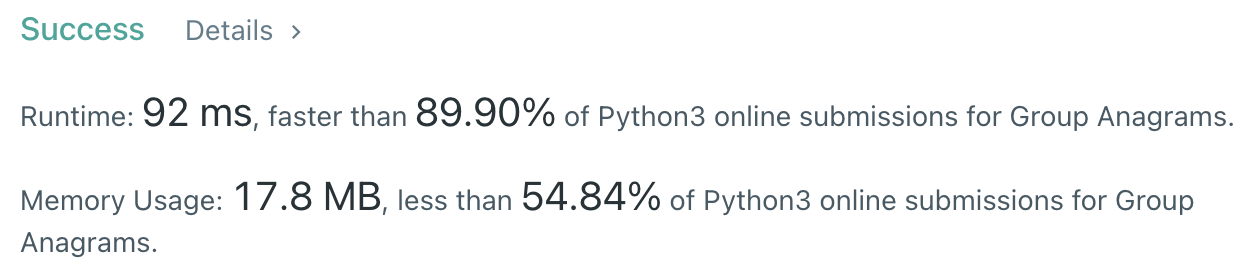 Success Details >
Runtime: 92 ms, faster than 89.90% of Python3 online submissions for Group Anagrams.
Memory Usage: 17.8 MB, less than 54.84% of Python3 online submissions for Group
Anagrams.